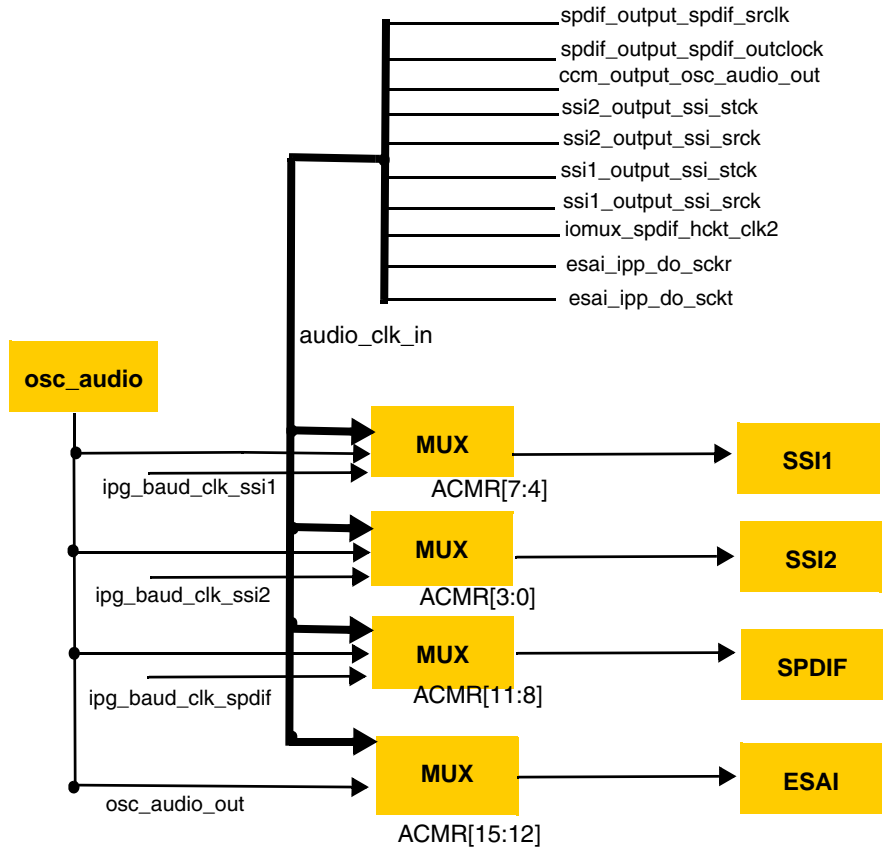 spdif_output_spdif_srclk
spdif_output_spdif_outclock
ccm_output_osc_audio_out
ssi2_output_ssi_stck
ssi2_output_ssi_srck
ssi1_output_ssi_stck
ssi1_output_ssi_srck
iomux_spdif_hckt_clk2
esai_ipp_do_sckr
esai_ipp_do_sckt
audio_clk_in
osc_audio
MUX
SSI1
ipg_baud_clk_ssi1
ACMR[7:4]
MUX
SSI2
ipg_baud_clk_ssi2
ACMR[3:0]
MUX
SPDIF
ipg_baud_clk_spdif
ACMR[11:8]
MUX
ESAI
osc_audio_out
ACMR[15:12]